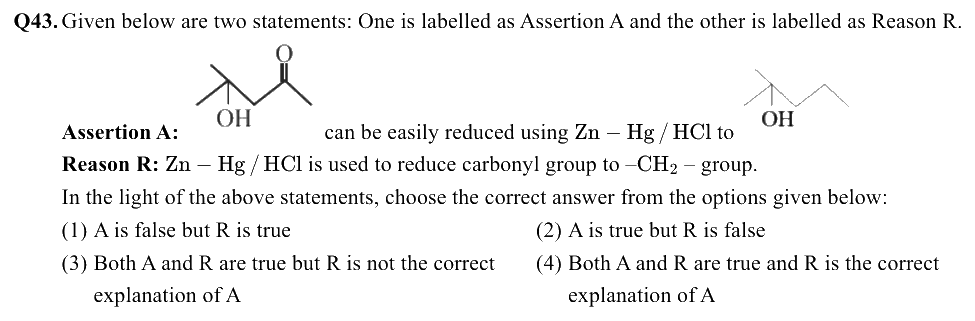 Q43. Given below are two statements: One is labelled as Assertion A and the other is labelled as Reason R.
O
OH
OH
Assertion A: can be easily reduced using Zn – Hg / HCl to
Reason R: Zn – Hg / HCl is used to reduce carbonyl group to –CH₂ – group.
In the light of the above statements, choose the correct answer from the options given below:
(1) A is false but R is true (2) A is true but R is false
(3) Both A and R are true but R is not the correct (4) Both A and R are true and R is the correct
explanation of A explanation of A